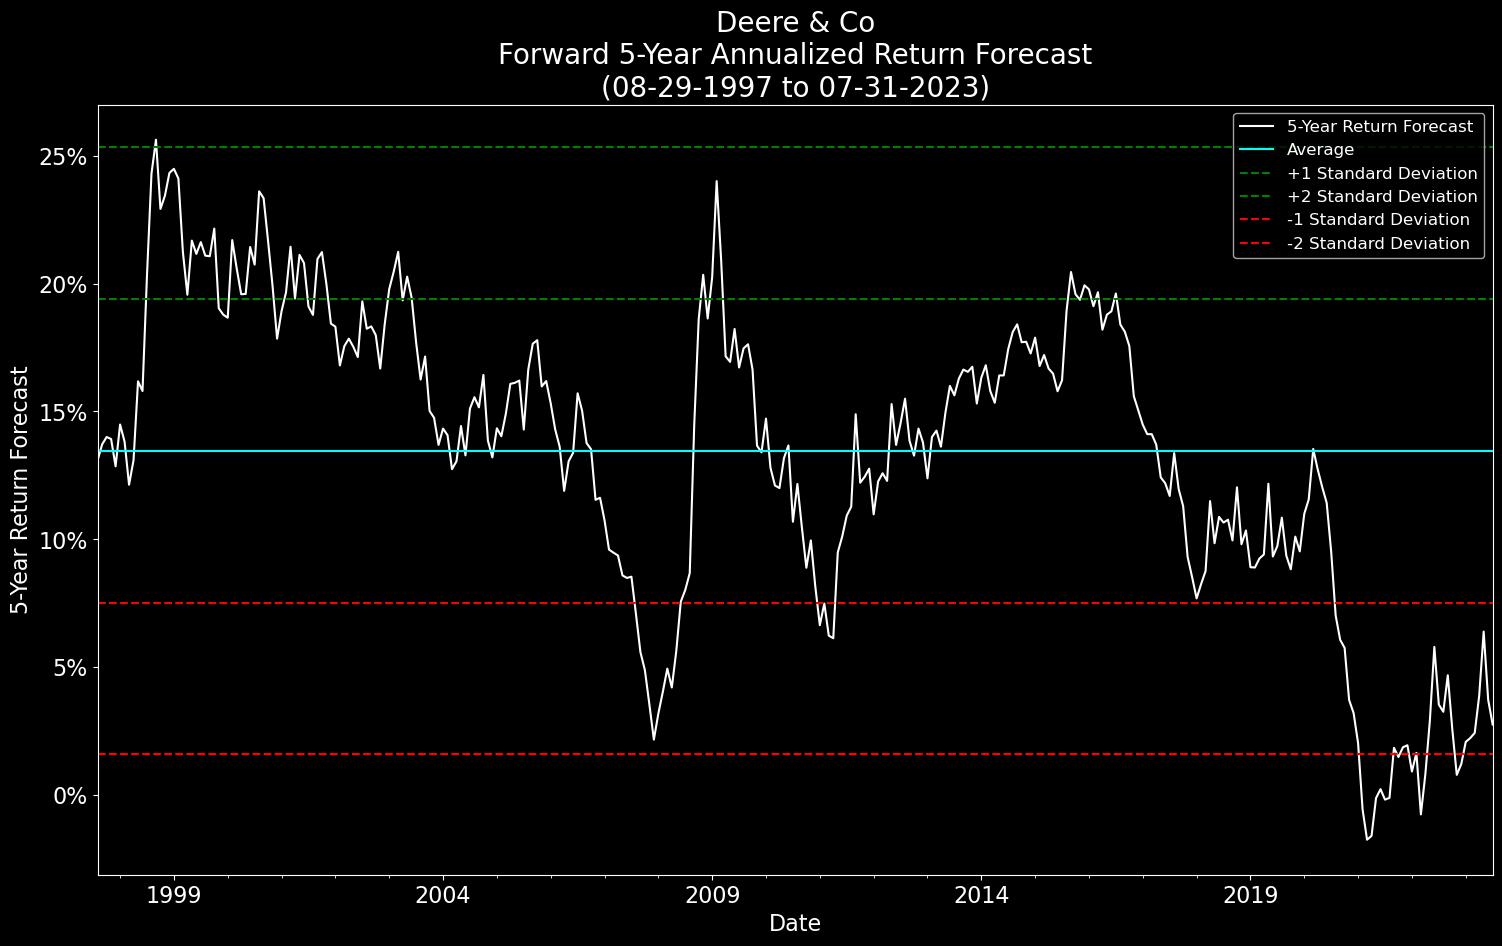 Deere & Co
Forward 5-Year Annualized Return Forecast
(08-29-1997 to 07-31-2023)
5-Year Return Forecast
Average
+1 Standard Deviation
+2 Standard Deviation
-1 Standard Deviation
-2 Standard Deviation
5-Year Return Forecast
25%
20%
15%
10%
5%
0%
1999
2004
2009
2014
2019
Date